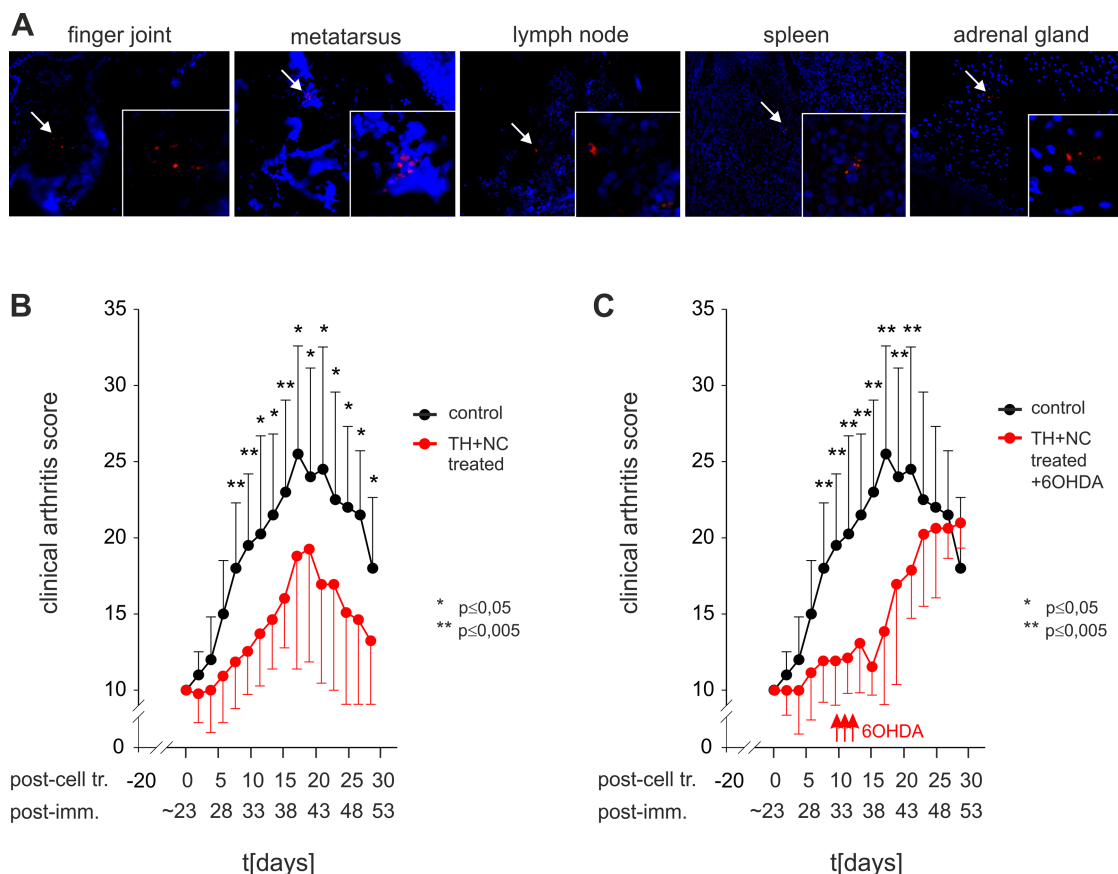 A
finger joint metatarsus lymph node spleen adrenal gland
B
35
30
25
20
15
10
0
clinical arthritis score
* * * ** * * ** ** * * * * *
control
TH+NC
treated
* p≤0,05
** p≤0,005
post-cell tr. -20 0 5 10 15 20 25 30
post-imm. ~23 28 33 38 43 48 53
t[days]
C
35
30
25
20
15
10
0
clinical arthritis score
** ** ** ** ** ** ** ** **
control
TH+NC
treated
+6OHDA
* p≤0,05
** p≤0,005
6OHDA
post-cell tr. -20 0 5 10 15 20 25 30
post-imm. ~23 28 33 38 43 48 53
t[days]